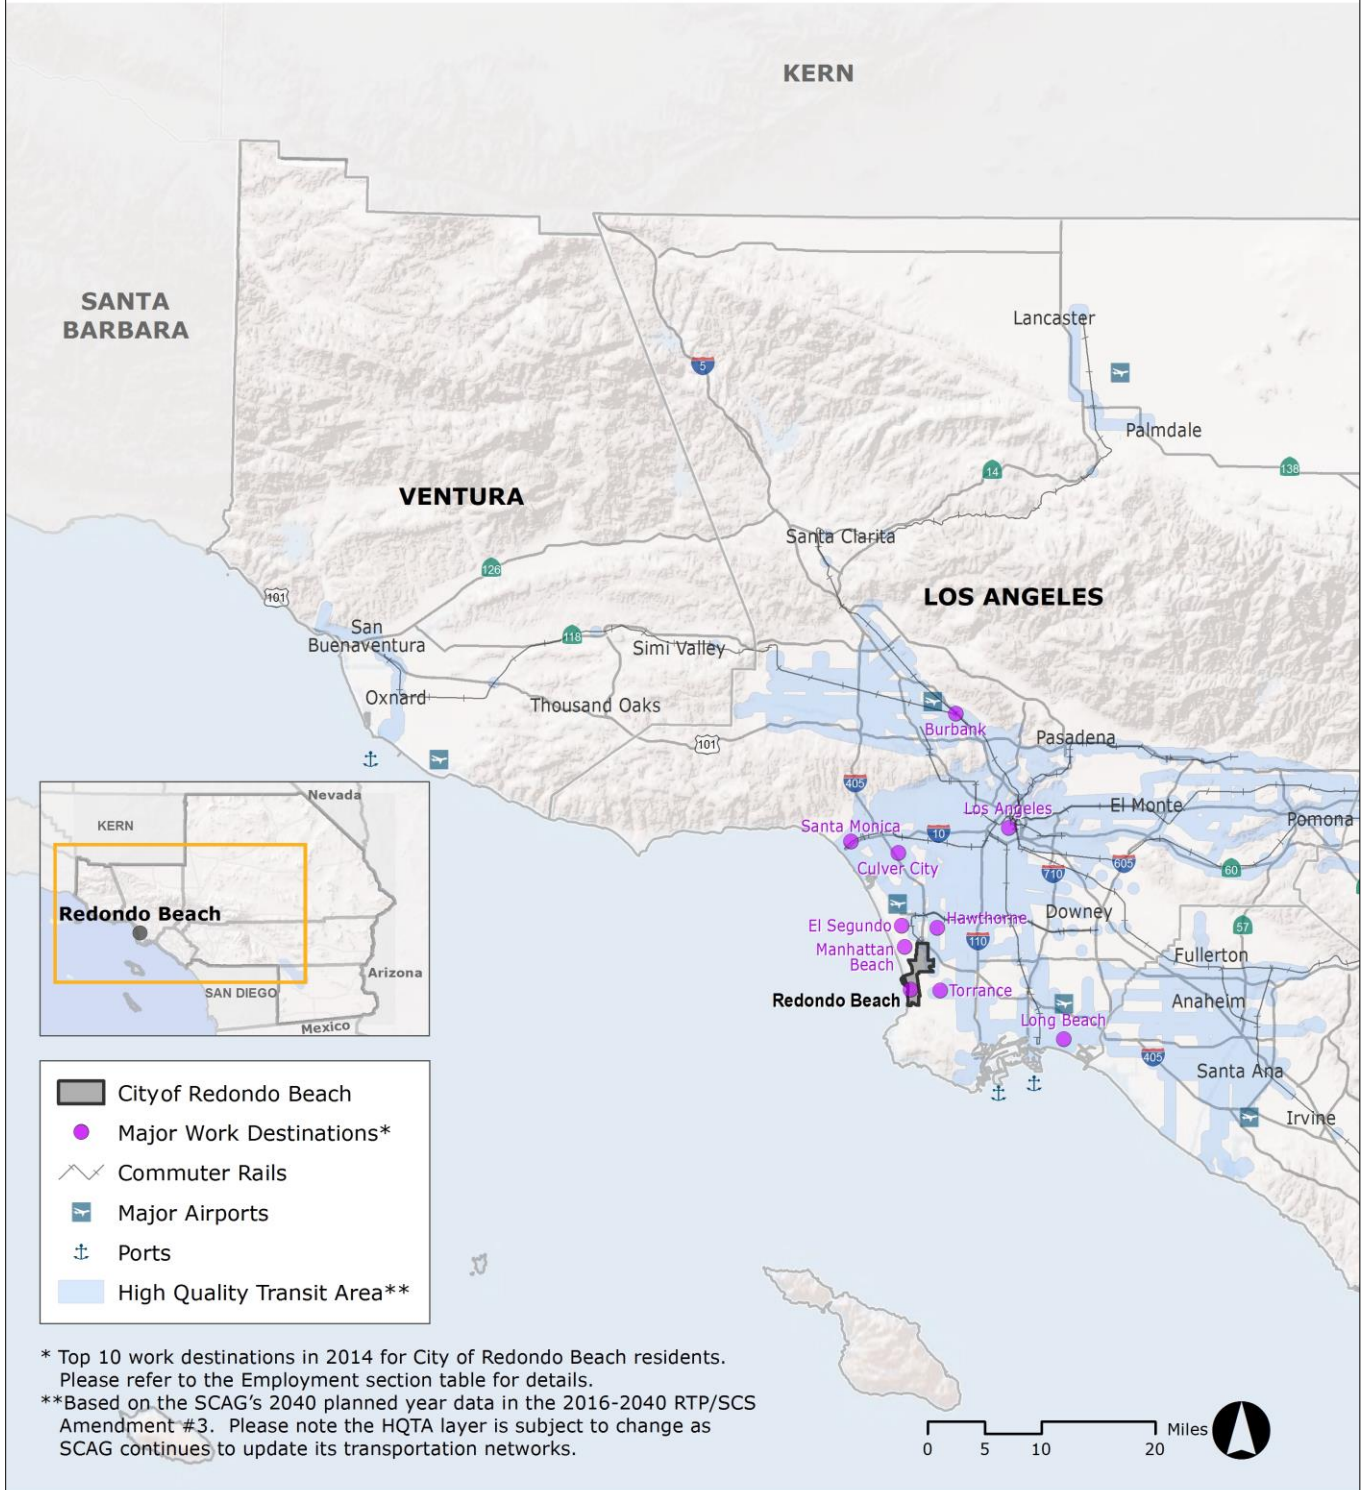 KERN
SANTA
BARBARA
Lancaster
5
Palmdale
14
138
VENTURA
Santa Clarita
126
LOS ANGELES
101
San
Buenaventura
118
Simi Valley
Oxnard
Thousand Oaks
Burbank
101
Pasadena
405
Los Angeles
El Monte
Santa Monica
10
Pomona
Culver City
710
605
60
El Segundo
Hawthorne
Downey
57
Manhattan
Beach
110
Fullerton
Redondo Beach
Torrance
Anaheim
Long Beach
405
Santa Ana
Irvine
Nevada
KERN
Redondo Beach
Arizona
SAN DIEGO
Mexico
Cityof Redondo Beach
Major Work Destinations*
Commuter Rails
Major Airports
Ports
High Quality Transit Area**
* Top 10 work destinations in 2014 for City of Redondo Beach residents.
Please refer to the Employment section table for details.
**Based on the SCAG's 2040 planned year data in the 2016-2040 RTP/SCS
Amendment #3. Please note the HQTA layer is subject to change as
SCAG continues to update its transportation networks.
Miles
0 5 10 20